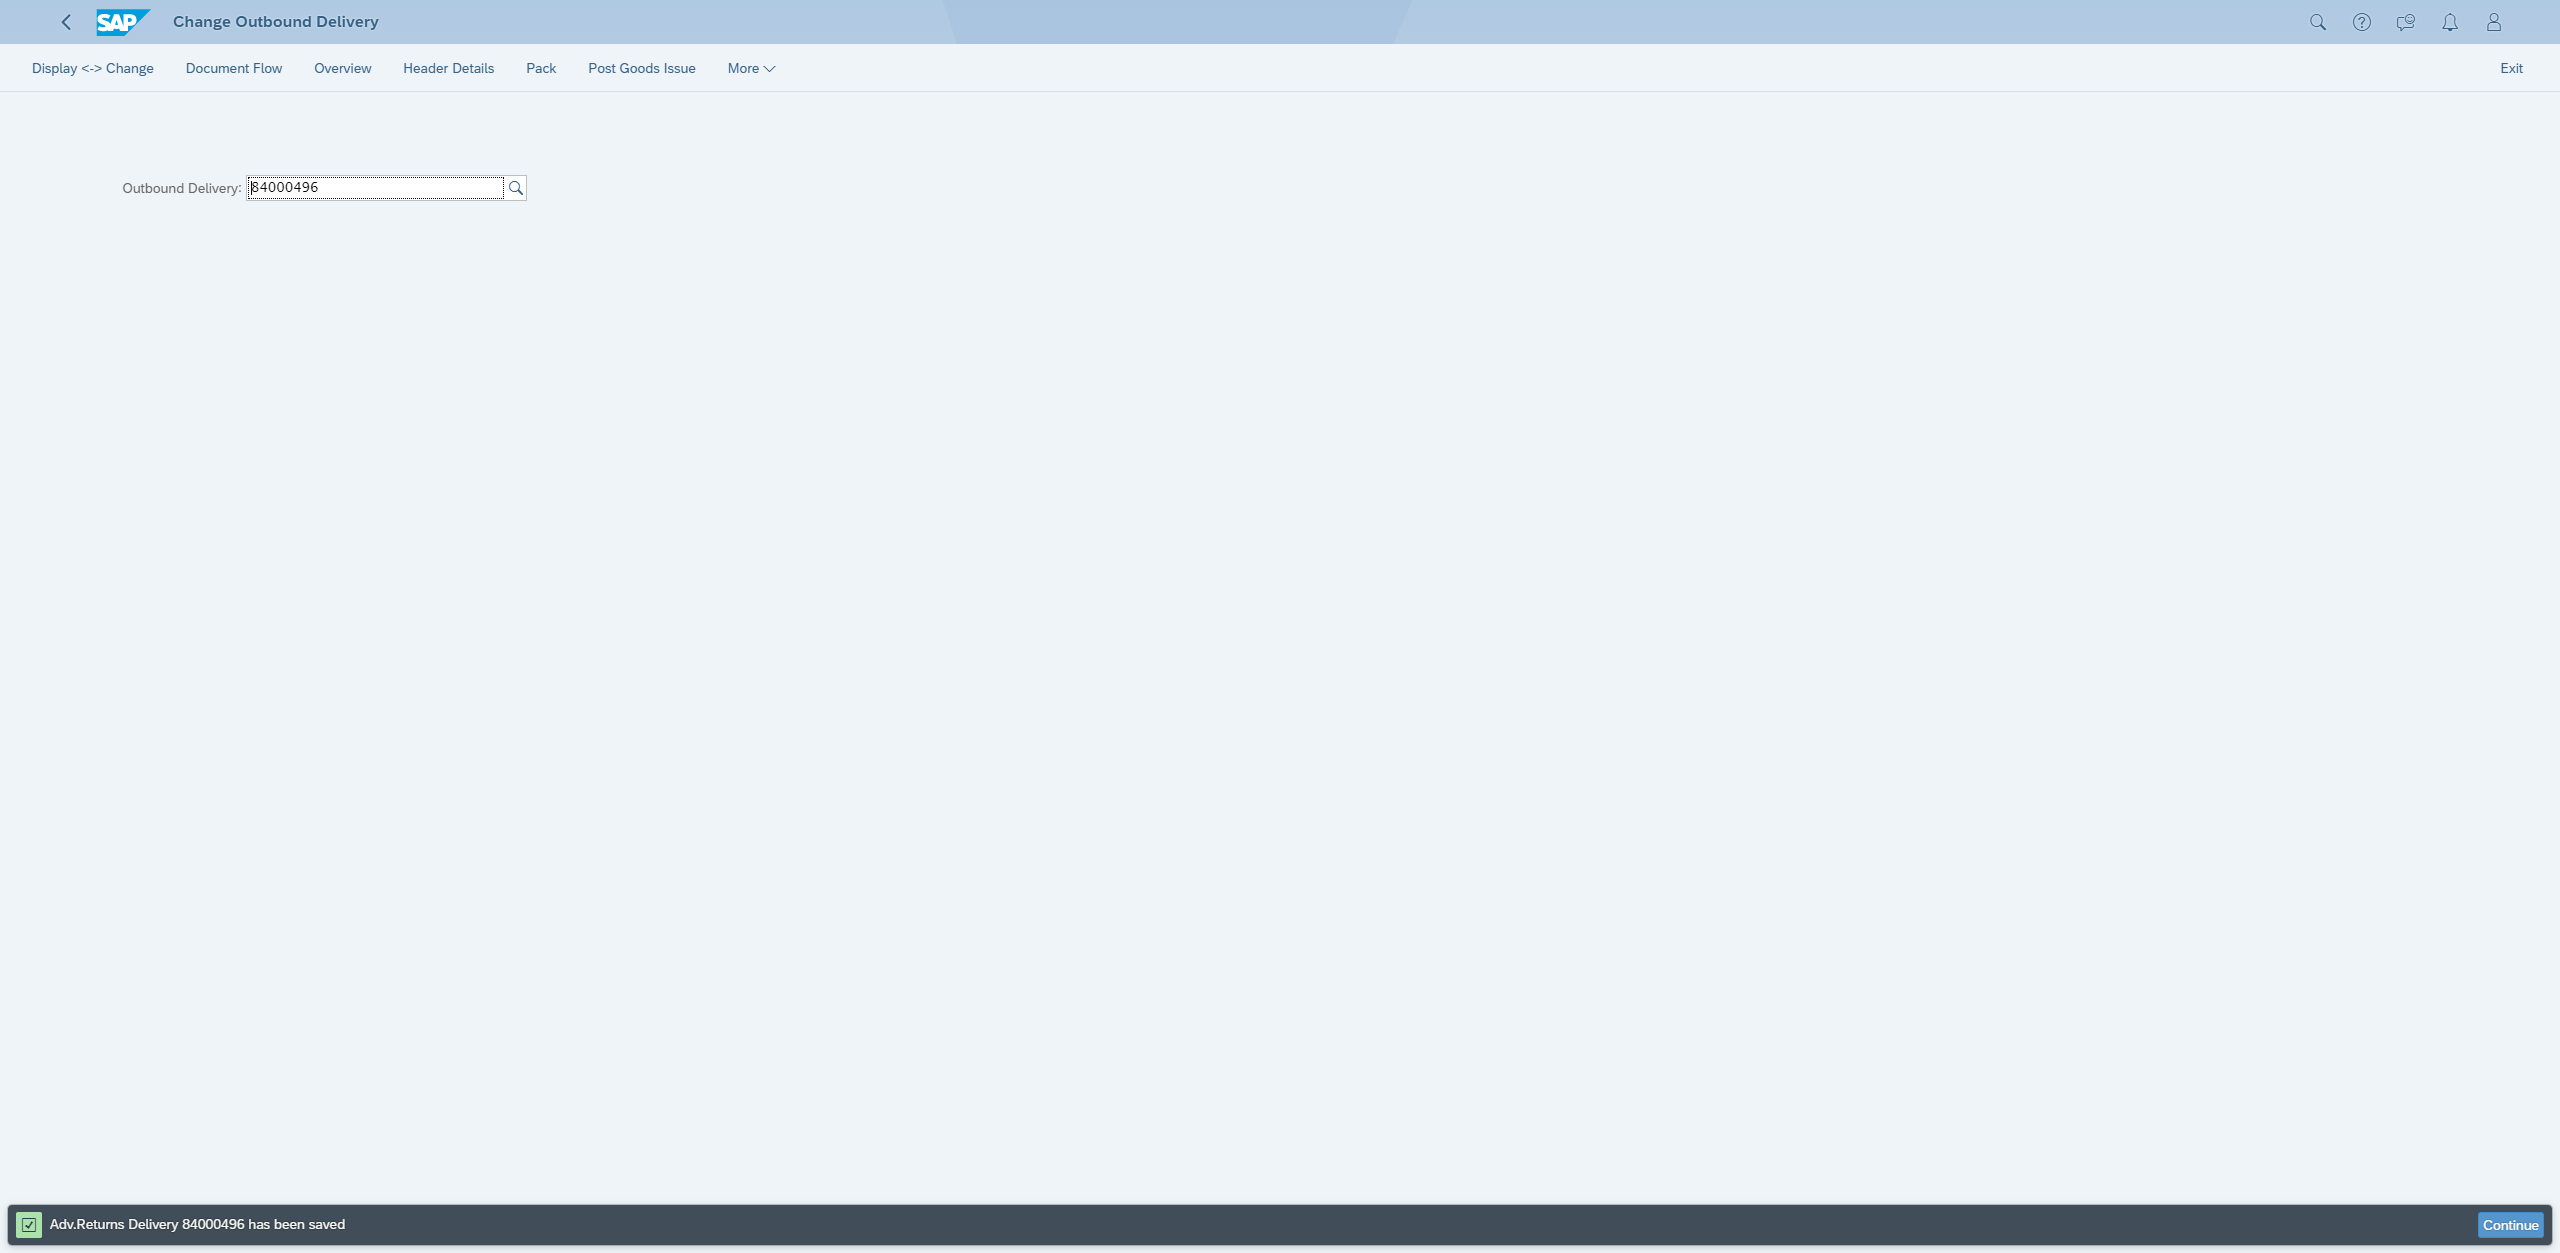 SAP Change Outbound Delivery
Display <-> Change Document Flow Overview Header Details Pack Post Goods Issue More Exit
Outbound Delivery: 84000496
Adv.Returns Delivery 84000496 has been saved Continue